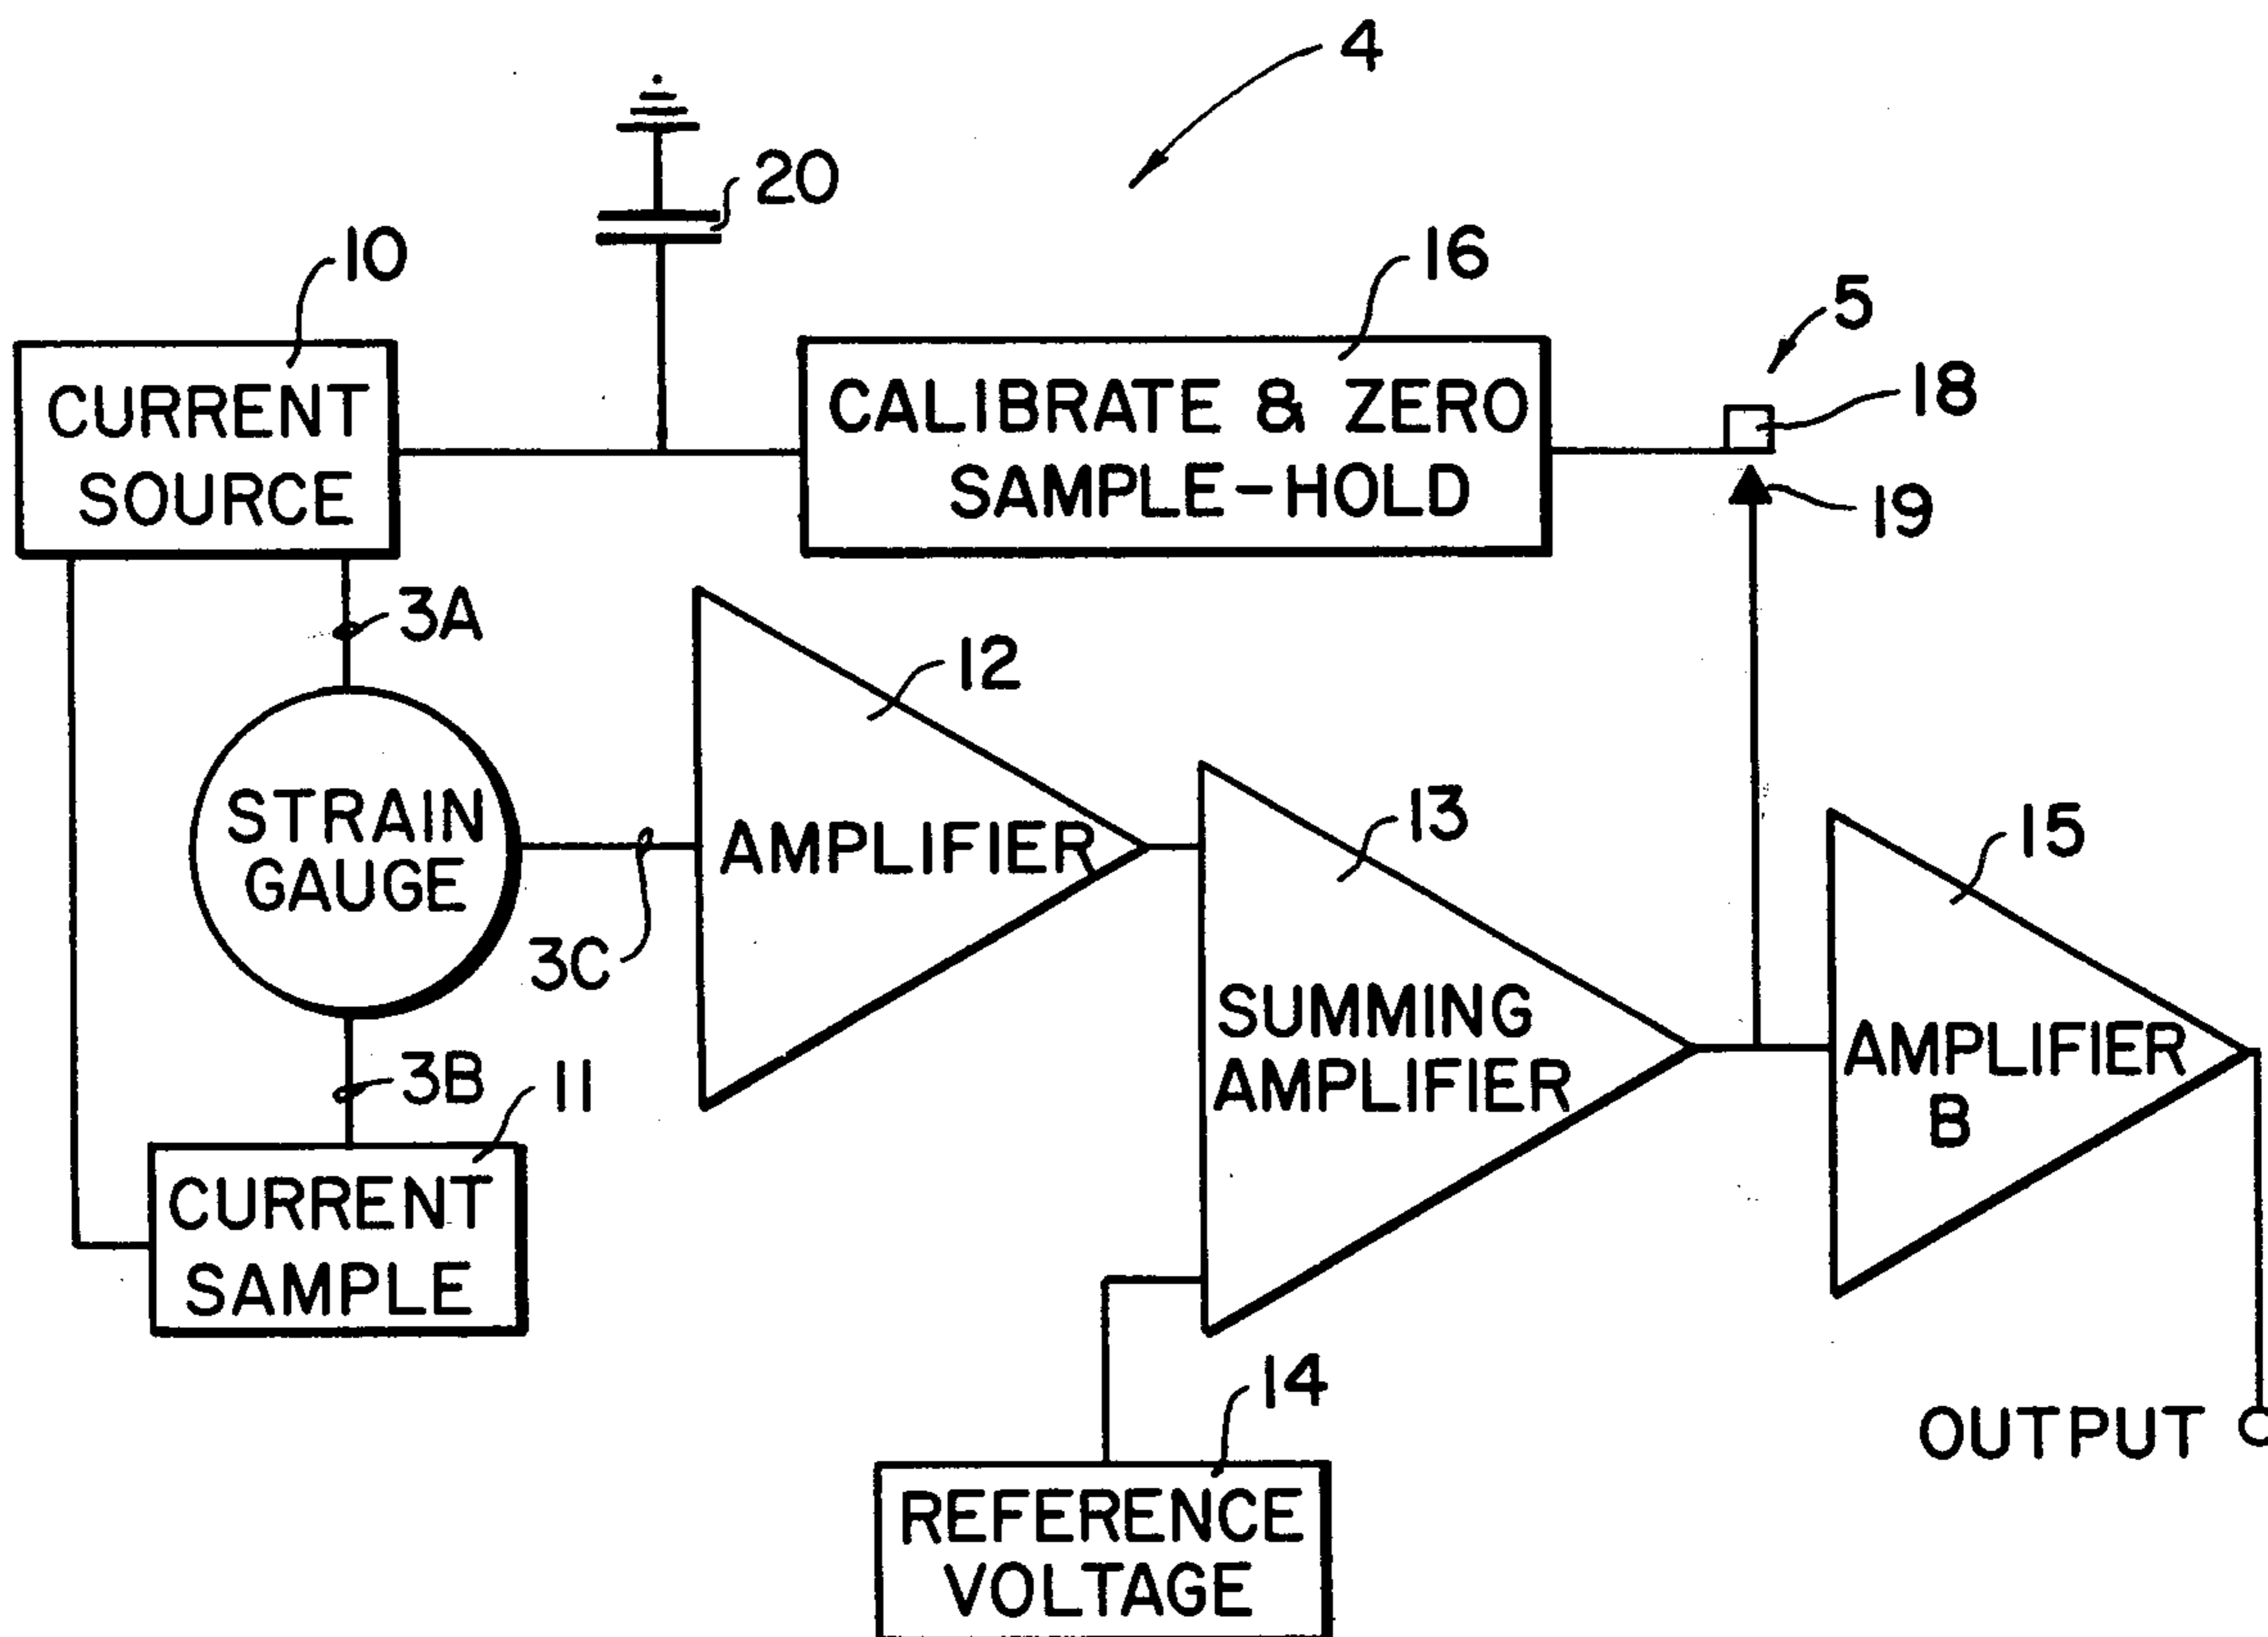 4
20
10
16
5
CURRENT
SOURCE
CALIBRATE & ZERO
SAMPLE-HOLD
18
19
3A
12
STRAIN
GAUGE
AMPLIFIER
13
15
3C
SUMMING
AMPLIFIER
AMPLIFIER
B
3B
11
CURRENT
SAMPLE
14
OUTPUT
REFERENCE
VOLTAGE